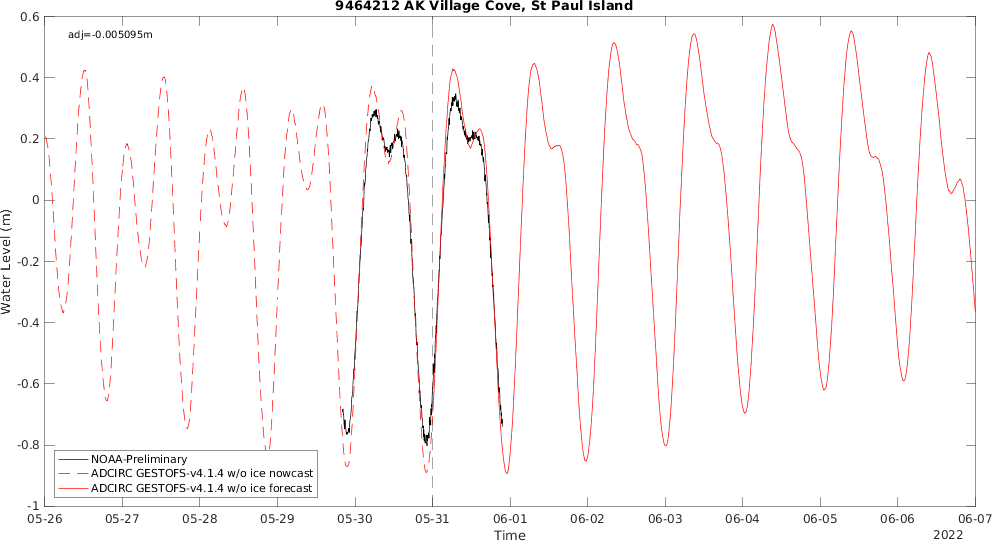 9464212 AK Village Cove, St Paul Island
adj=-0.005095m
0.6
0.4
0.2
0
-0.2
-0.4
-0.6
-0.8
-1
Water Level (m)
NOAA-Preliminary
ADCIRC GESTOFS-v4.1.4 w/o ice nowcast
ADCIRC GESTOFS-v4.1.4 w/o ice forecast
05-26 05-27 05-28 05-29 05-30 05-31 06-01 06-02 06-03 06-04 06-05 06-06 06-07
Time
2022